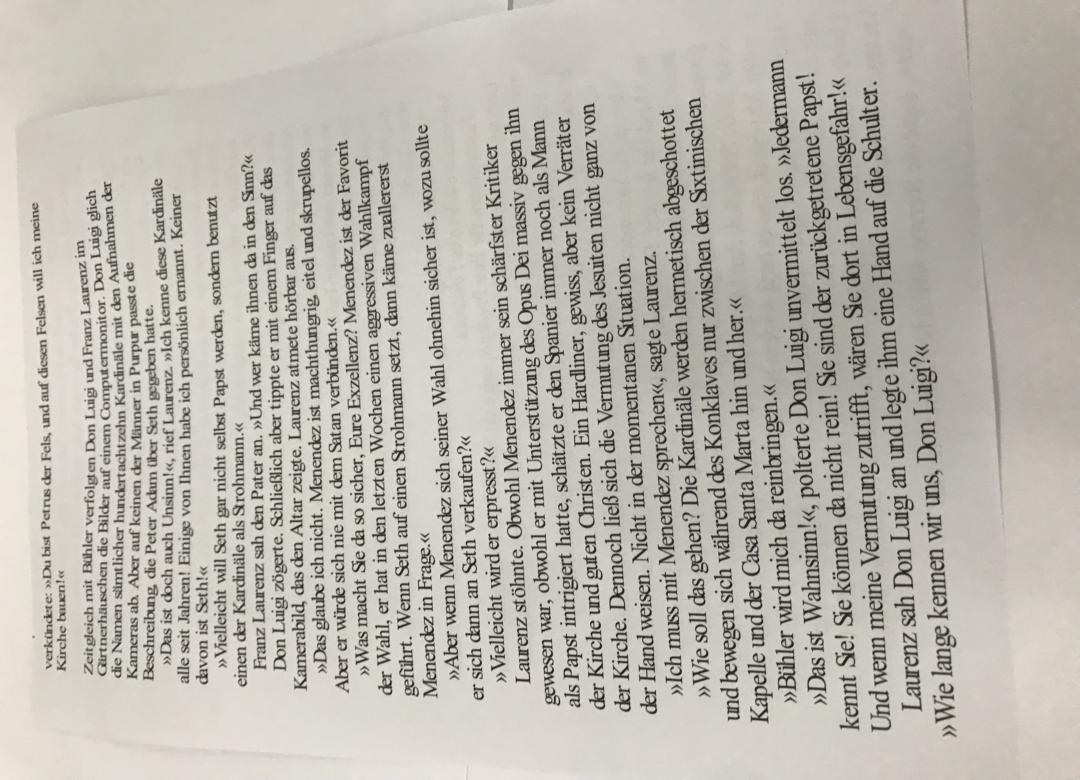 verkündete: »Du bist Petrus der Fels, und auf diesen Felsen will ich meine
Kirche bauen!«
Zeitgleich mit Bühler verfolgten Don Luigi und Franz Laurenz im
Gärtnerhäuschen die Bilder auf einem Computermonitor. Don Luigi glich
die Namen sämtlicher hundertachtzehn Kardinäle mit den Aufnahmen der
Kameras ab. Aber auf keinen der Männer in Purpur passte die
Beschreibung, die Peter Adam über Seth gegeben hatte.
»Das ist doch auch Unsinn!«, rief Laurenz. »Ich kenne diese Kardinäle
alle seit Jahren! Einige von Ihnen habe ich persönlich ernannt. Keiner
davon ist Seth!«
»Vielleicht will Seth gar nicht selbst Papst werden, sondern benutzt
einen der Kardinäle als Strohmann.«
Franz Laurenz sah den Pater an. »Und wer käme ihnen da in den Sinn?«
Don Luigi zögerte. Schließlich aber tippte er mit einem Finger auf das
Kamerabild, das den Altar zeigte. Laurenz atmete hörbar aus.
»Das glaube ich nicht. Menendez ist machthungrig, eitel und skrupellos.
Aber er würde sich nie mit dem Satan verbünden.«
»Was macht Sie da so sicher, Eure Exzellenz? Menendez ist der Favorit
der Wahl, er hat in den letzten Wochen einen aggressiven Wahlkampf
geführt. Wenn Seth auf einen Strohmann setzt, dann käme zuallererst
Menendez in Frage.«
»Aber wenn Menendez sich seiner Wahl ohnehin sicher ist, wozu sollte
er sich dann an Seth verkaufen?«
»Vielleicht wird er erpresst?«
Laurenz stöhnte. Obwohl Menendez immer sein schärfster Kritiker
gewesen war, obwohl er mit Unterstützung des Opus Dei massiv gegen ihn
als Papst intrigiert hatte, schätzte er den Spanier immer noch als Mann
der Kirche und guten Christen. Ein Hardliner, gewiss, aber kein Verräter
der Kirche. Dennoch ließ sich die Vermutung des Jesuiten nicht ganz von
der Hand weisen. Nicht in der momentanen Situation.
»Ich muss mit Menendez sprechen«, sagte Laurenz.
»Wie soll das gehen? Die Kardinäle werden hermetisch abgeschottet
und bewegen sich während des Konklaves nur zwischen der Sixtinischen
Kapelle und der Casa Santa Marta hin und her.«
»Bühler wird mich da reinbringen.«
»Das ist Wahnsinn!«, polterte Don Luigi unvermittelt los. »Jedermann
kennt Sie! Sie können da nicht rein! Sie sind der zurückgetretene Papst!
Und wenn meine Vermutung zutrifft, wären Sie dort in Lebensgefahr!«
Laurenz sah Don Luigi an und legte ihm eine Hand auf die Schulter.
»Wie lange kennen wir uns, Don Luigi?«